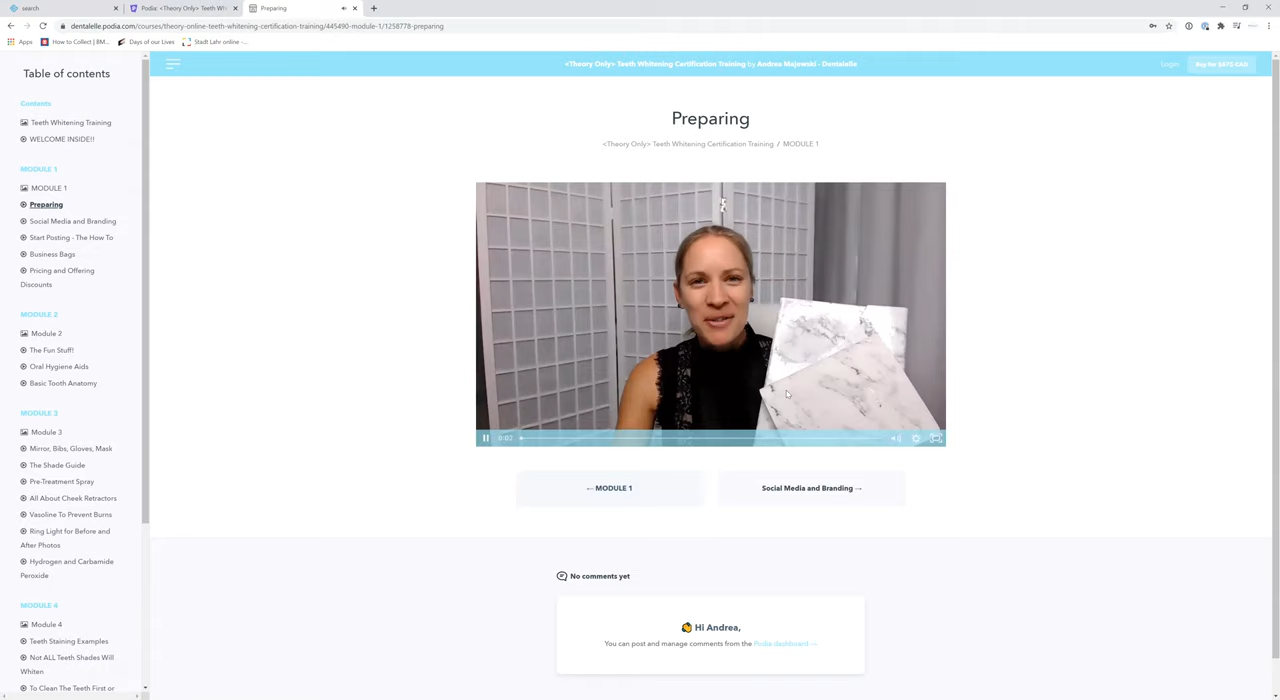 search
Podia: <Theory Only> Teeth Wh
Preparing
dentalelle.podia.com/courses/theory-online-teeth-whitening-certification-training/445490-module-1/1258778-preparing
Apps
How to Collect | BM...
Days of our Lives
Stadt Lahr online -...
Table of contents
Contents
Teeth Whitening Training
WELCOME INSIDE!!
MODULE 1
MODULE 1
Preparing
Social Media and Branding
Start Posting - The How To
Business Bags
Pricing and Offering
Discounts
MODULE 2
Module 2
The Fun Stuff!
Oral Hygiene Aids
Basic Tooth Anatomy
MODULE 3
Module 3
Mirror, Bibs, Gloves, Mask
The Shade Guide
Pre-Treatment Spray
All About Cheek Retractors
Vasoline To Prevent Burns
Ring Light for Before and
After Photos
Hydrogen and Carbamide
Peroxide
MODULE 4
Module 4
Teeth Staining Examples
Not ALL Teeth Shades Will
Whiten
To Clean The Teeth First or
<Theory Only> Teeth Whitening Certification Training by Andrea Majewski - Dentalelle
Login
Buy for $675 CAD
Preparing
<Theory Only> Teeth Whitening Certification Training / MODULE 1
0:02
← MODULE 1
Social Media and Branding →
No comments yet
Hi Andrea,
You can post and manage comments from the Podia dashboard →